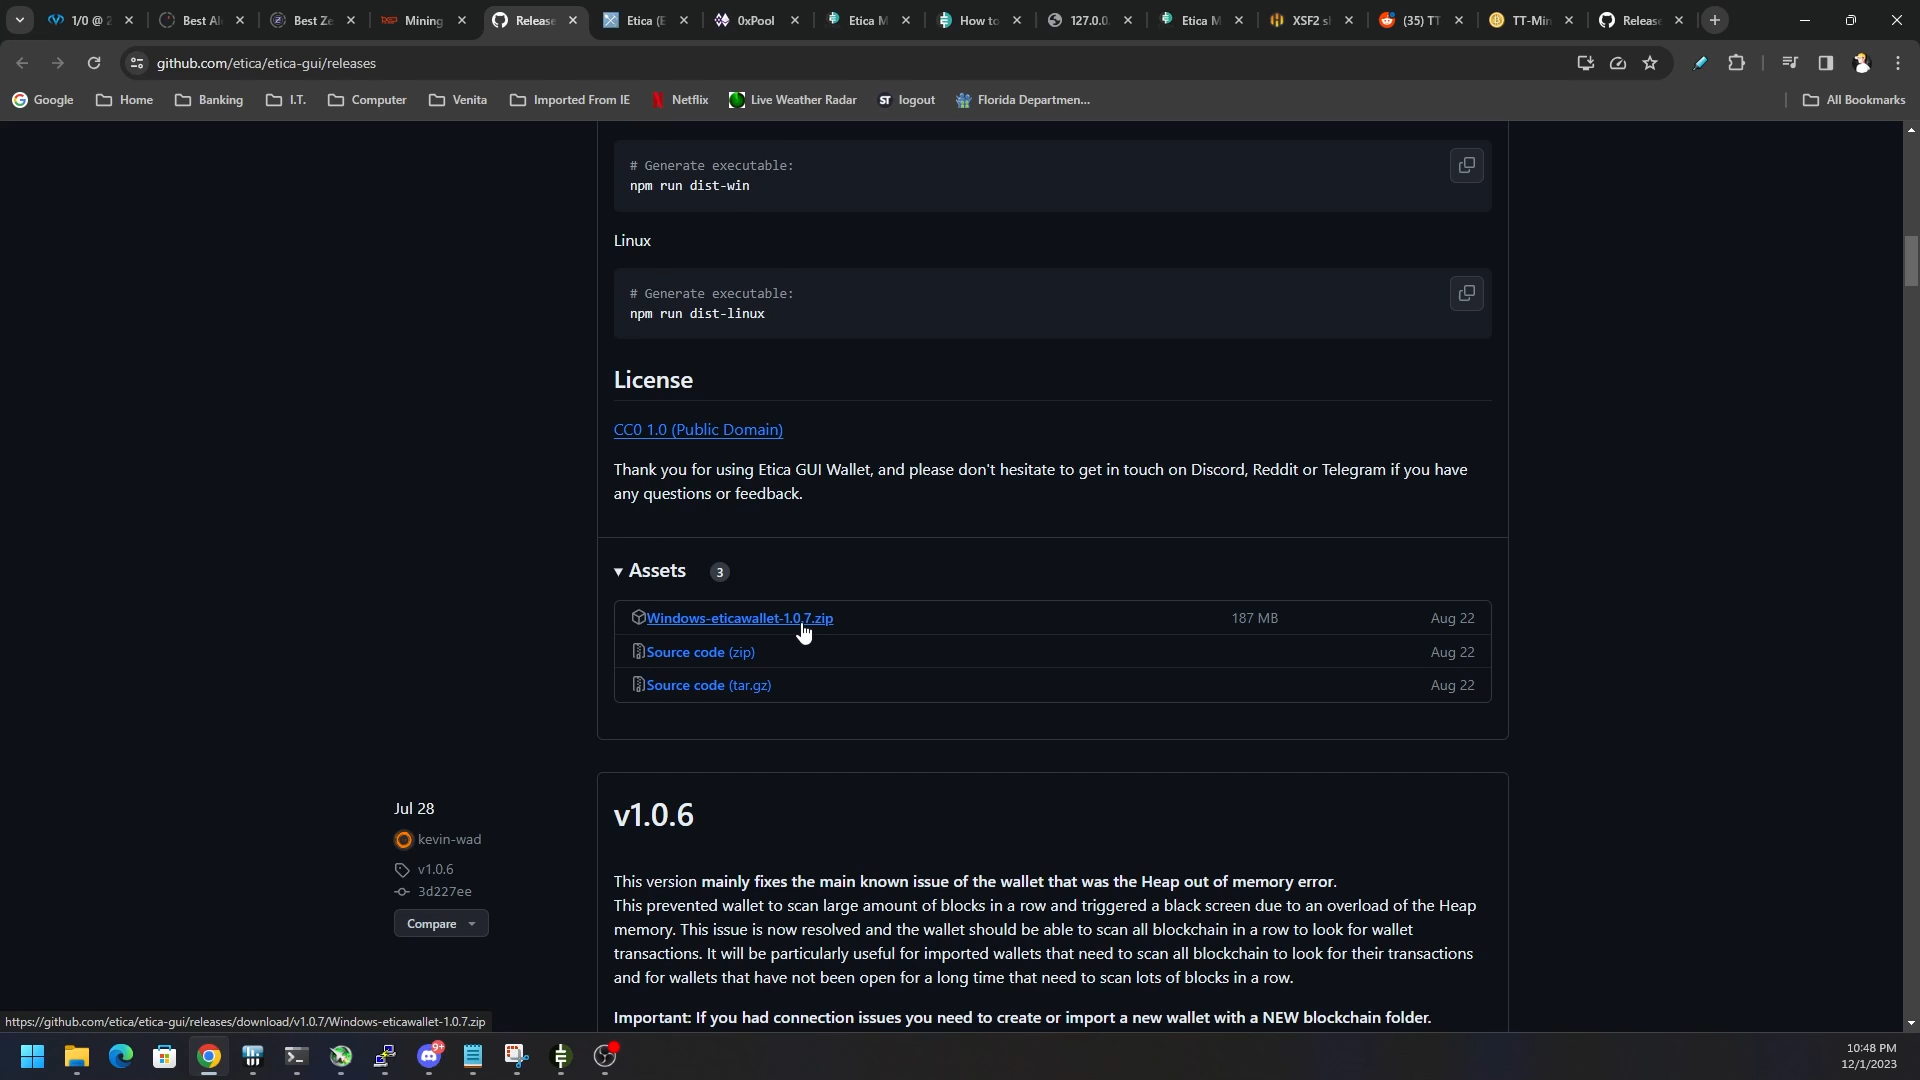 1/0 @ 2
Best Al
Best Ze
Mining
Release
Etica (E
0xPool
Etica M
How to
127.0.0.
Etica M
XSF2 sl
(35) TT
TT-Min
Release
github.com/etica/etica-gui/releases
Google
Home
Banking
I.T.
Computer
Venita
Imported From IE
Netflix
Live Weather Radar
ST logout
Florida Departmen...
All Bookmarks
# Generate executable:
npm run dist-win
Linux
# Generate executable:
npm run dist-linux
License
CC0 1.0 (Public Domain)
Thank you for using Etica GUI Wallet, and please don't hesitate to get in touch on Discord, Reddit or Telegram if you have
any questions or feedback.
Assets 3
Windows-eticawallet-1.0.7.zip 187 MB Aug 22
Source code (zip) Aug 22
Source code (tar.gz) Aug 22
Jul 28
kevin-wad
v1.0.6
3d227ee
Compare
v1.0.6
This version mainly fixes the main known issue of the wallet that was the Heap out of memory error.
This prevented wallet to scan large amount of blocks in a row and triggered a black screen due to an overload of the Heap
memory. This issue is now resolved and the wallet should be able to scan all blockchain in a row to look for wallet
transactions. It will be particularly useful for imported wallets that need to scan all blockchain to look for their transactions
and for wallets that have not been open for a long time that need to scan lots of blocks in a row.
Important: If you had connection issues you need to create or import a new wallet with a NEW blockchain folder.
https://github.com/etica/etica-gui/releases/download/v1.0.7/Windows-eticawallet-1.0.7.zip
9+
10:48 PM
12/1/2023